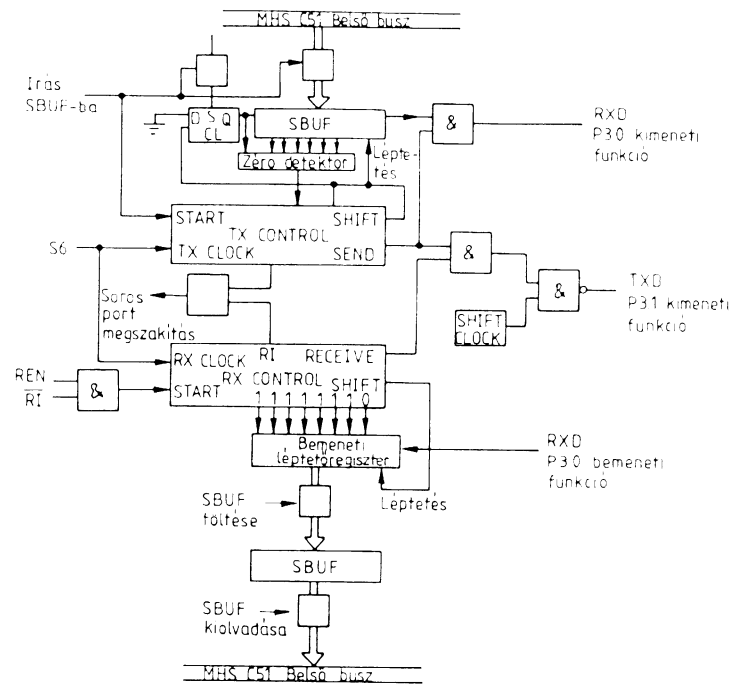 MHS C51 Belső busz
Irás
SBUF-ba
D S Q
CL
SBUF
&
RXD
P3.0 kimeneti
funkció
Zéro detektor
Lépte-
tés
START
SHIFT
TX CONTROL
S6
TX CLOCK
SEND
&
&
TXD
P3.1 kimeneti
funkció
Soros
port
megszakítás
SHIFT
CLOCK
RX CLOCK
RI
RECEIVE
REN
RI
&
START
RX CONTROL
SHIFT
1 1 1 1 1 1 1 0
Bemeneti
léptetőregiszter
RXD
P3.0 bemeneti
funkció
SBUF
töltése
Léptetés
SBUF
SBUF
kiolvadása
MHS C51 Belső busz